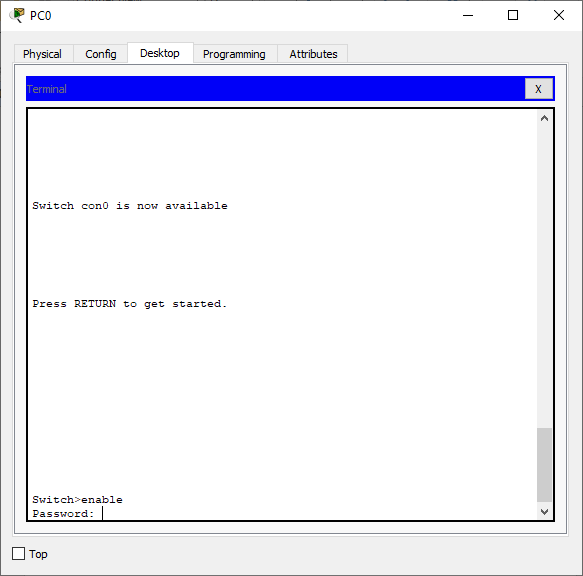 PC0
Physical Config Desktop Programming Attributes
Terminal
X
Switch con0 is now available
Press RETURN to get started.
Switch>enable
Password:
Top